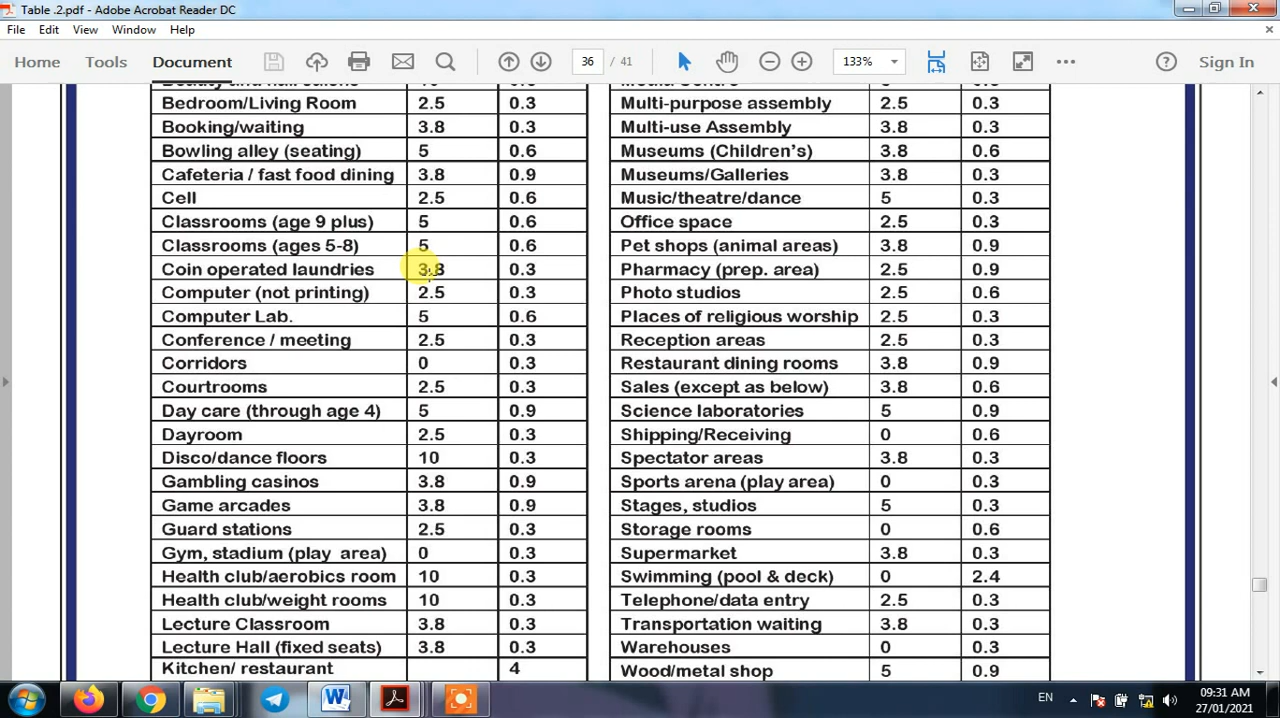 Table .2.pdf - Adobe Acrobat Reader DC
File Edit View Window Help
Home Tools Document 36 / 41 133% Sign In
Bedroom/Living Room 2.5 0.3 Multi-purpose assembly 2.5 0.3
Booking/waiting 3.8 0.3 Multi-use Assembly 3.8 0.3
Bowling alley (seating) 5 0.6 Museums (Children's) 3.8 0.6
Cafeteria / fast food dining 3.8 0.9 Museums/Galleries 3.8 0.3
Cell 2.5 0.6 Music/theatre/dance 5 0.3
Classrooms (age 9 plus) 5 0.6 Office space 2.5 0.3
Classrooms (ages 5-8) 5 0.6 Pet shops (animal areas) 3.8 0.9
Coin operated laundries 3.8 0.3 Pharmacy (prep. area) 2.5 0.9
Computer (not printing) 2.5 0.3 Photo studios 2.5 0.6
Computer Lab. 5 0.6 Places of religious worship 2.5 0.3
Conference / meeting 2.5 0.3 Reception areas 2.5 0.3
Corridors 0 0.3 Restaurant dining rooms 3.8 0.9
Courtrooms 2.5 0.3 Sales (except as below) 3.8 0.6
Day care (through age 4) 5 0.9 Science laboratories 5 0.9
Dayroom 2.5 0.3 Shipping/Receiving 0 0.6
Disco/dance floors 10 0.3 Spectator areas 3.8 0.3
Gambling casinos 3.8 0.9 Sports arena (play area) 0 0.3
Game arcades 3.8 0.9 Stages, studios 5 0.3
Guard stations 2.5 0.3 Storage rooms 0 0.6
Gym, stadium (play area) 0 0.3 Supermarket 3.8 0.3
Health club/aerobics room 10 0.3 Swimming (pool & deck) 0 2.4
Health club/weight rooms 10 0.3 Telephone/data entry 2.5 0.3
Lecture Classroom 3.8 0.3 Transportation waiting 3.8 0.3
Lecture Hall (fixed seats) 3.8 0.3 Warehouses 0 0.3
Kitchen/ restaurant 4 Wood/metal shop 5 0.9
EN 09:31 AM
27/01/2021